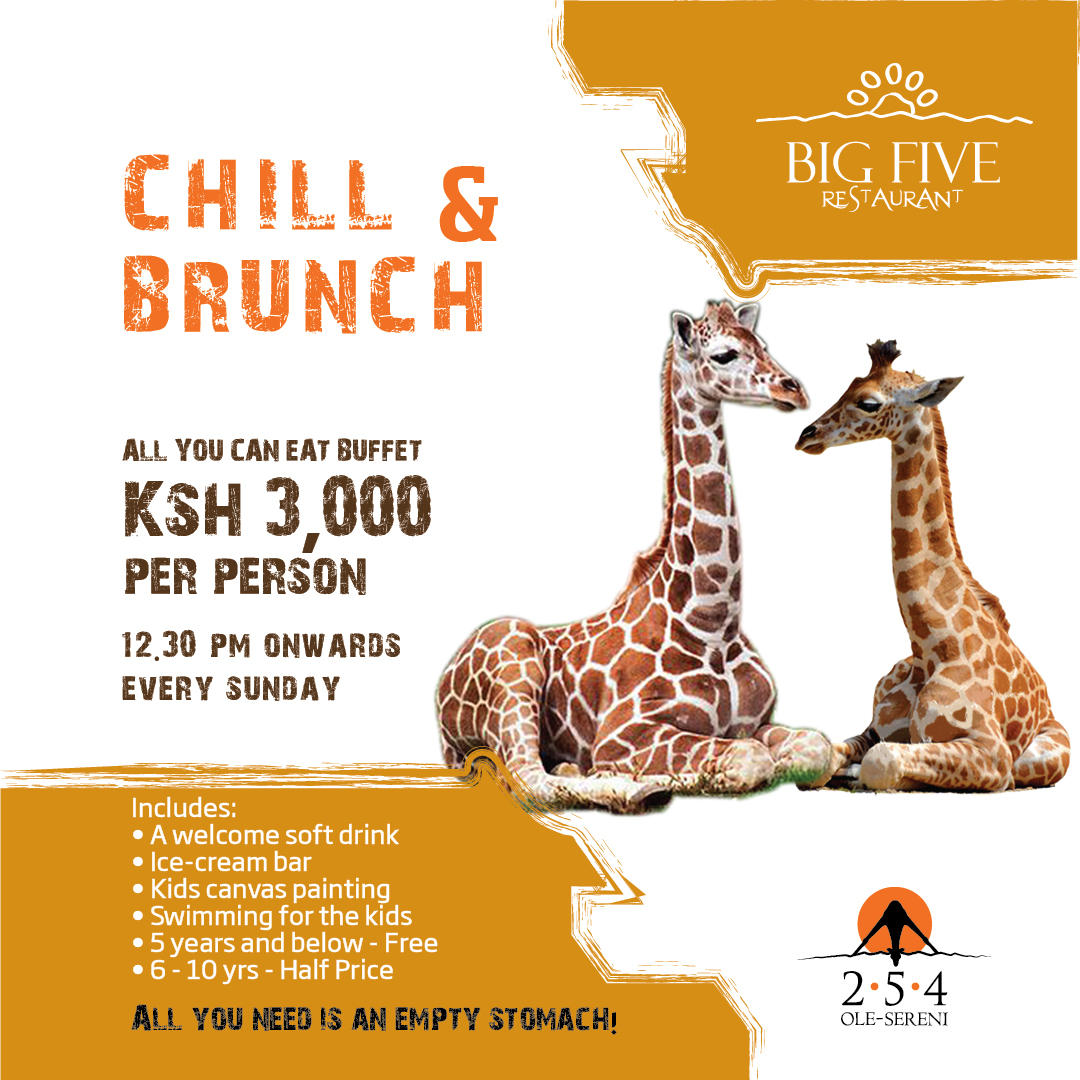 BIG FIVE
RESTAURANT
CHILL &
BRUNCH
ALL YOU CAN EAT BUFFET
KSH 3,000
PER PERSON
12.30 PM ONWARDS
EVERY SUNDAY
Includes:
• A welcome soft drink
• Ice-cream bar
• Kids canvas painting
• Swimming for the kids
• 5 years and below - Free
• 6 - 10 yrs - Half Price
ALL YOU NEED IS AN EMPTY STOMACH!
2•5•4
OLE-SERENI